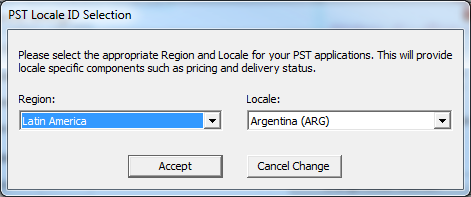 PST Locale ID Selection
Please select the appropriate Region and Locale for your PST applications. This will provide
locale specific components such as pricing and delivery status.
Region: Locale:
Latin America Argentina (ARG)
Accept Cancel Change